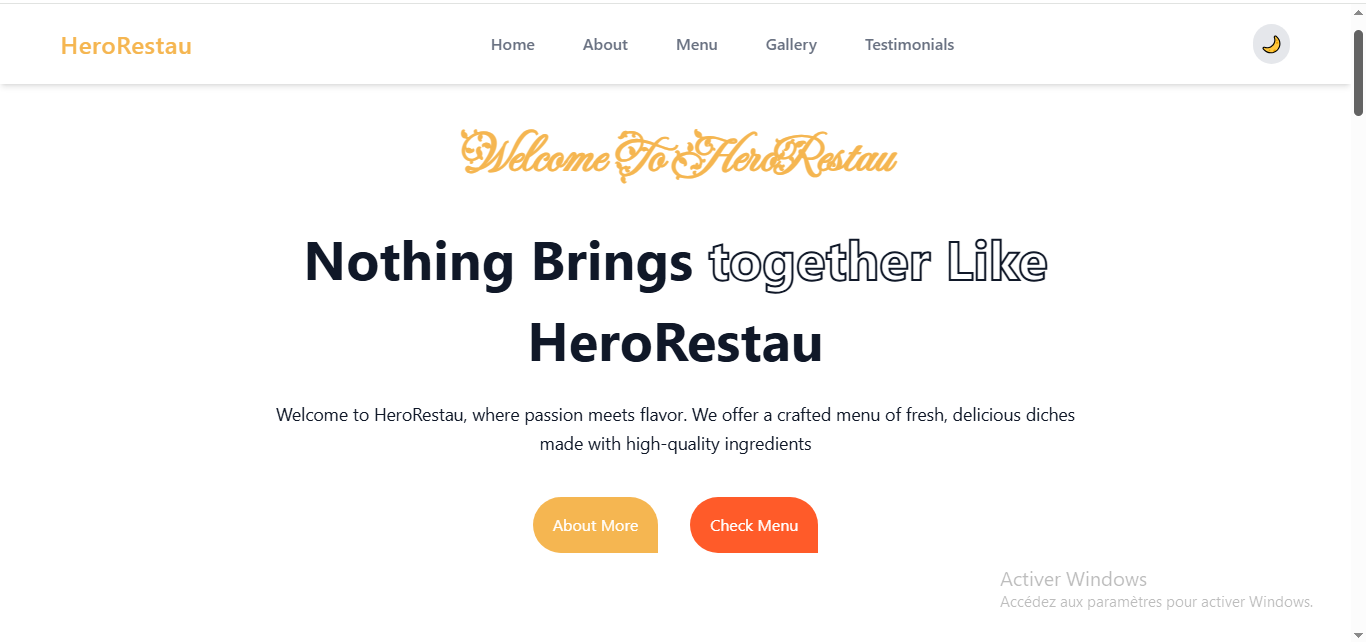 HeroRestau
Home About Menu Gallery Testimonials
Welcome To HeroRestau
Nothing Brings together Like
HeroRestau
Welcome to HeroRestau, where passion meets flavor. We offer a crafted menu of fresh, delicious diches
made with high-quality ingredients
About More Check Menu
Activer Windows
Accédez aux paramètres pour activer Windows.